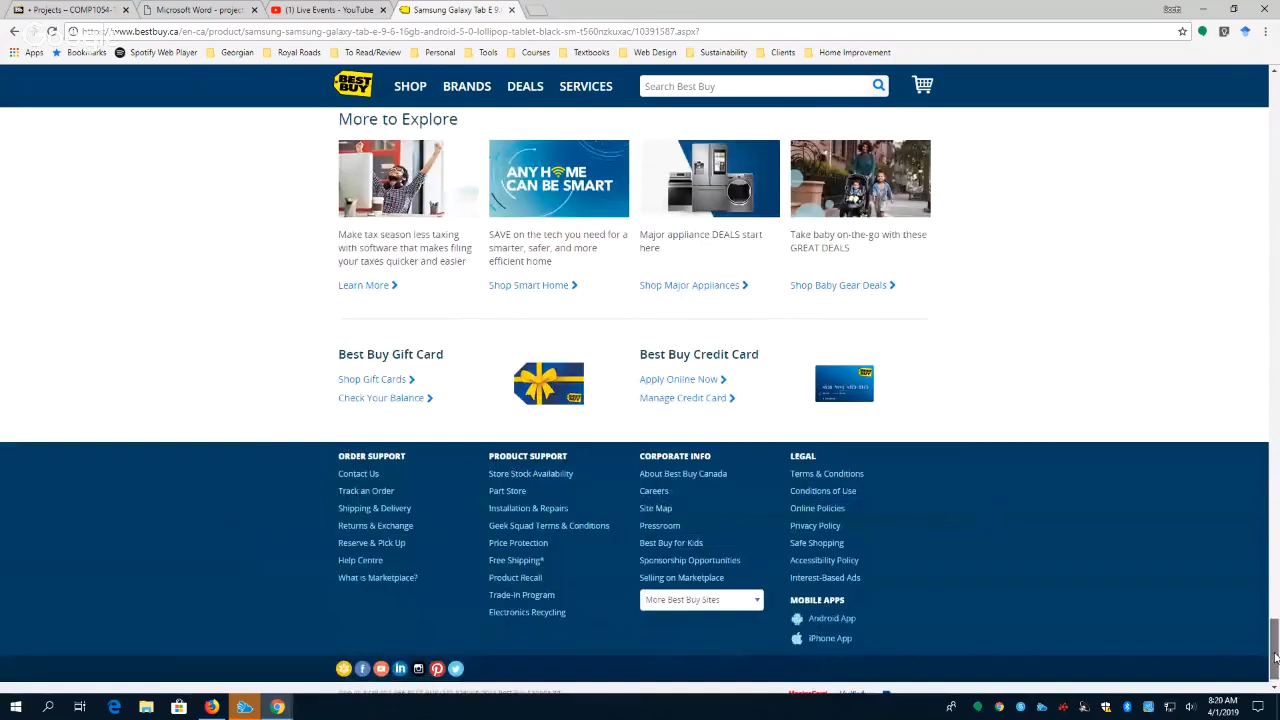 Projects – COMP1054-
Microsoft Word - project
Live Events - YouTube
Samsung Galaxy Tab E 9.
https://www.bestbuy.ca/en-ca/product/samsung-samsung-galaxy-tab-e-9-6-16gb-android-5-0-lollipop-tablet-black-sm-t560nzkuxac/10391587.aspx?
Apps Bookmarks Spotify Web Player Georgian Royal Roads To Read/Review Personal Tools Courses Textbooks Web Design Sustainability Clients Home Improvement
BEST BUY SHOP BRANDS DEALS SERVICES Search Best Buy
More to Explore
ANY HOME
CAN BE SMART
Make tax season less taxing
with software that makes filing
your taxes quicker and easier
Learn More
SAVE on the tech you need for a
smarter, safer, and more
efficient home
Shop Smart Home
Major appliance DEALS start
here
Shop Major Appliances
Take baby on-the-go with these
GREAT DEALS
Shop Baby Gear Deals
Best Buy Gift Card
Shop Gift Cards
Check Your Balance
Best Buy Credit Card
Apply Online Now
Manage Credit Card
ORDER SUPPORT
Contact Us
Track an Order
Shipping & Delivery
Returns & Exchange
Reserve & Pick Up
Help Centre
What is Marketplace?
PRODUCT SUPPORT
Store Stock Availability
Part Store
Installation & Repairs
Geek Squad Terms & Conditions
Price Protection
Free Shipping*
Product Recall
Trade-In Program
Electronics Recycling
CORPORATE INFO
About Best Buy Canada
Careers
Site Map
Pressroom
Best Buy for Kids
Sponsorship Opportunities
Selling on Marketplace
More Best Buy Sites
LEGAL
Terms & Conditions
Conditions of Use
Online Policies
Privacy Policy
Safe Shopping
Accessibility Policy
Interest-Based Ads
MOBILE APPS
Android App
iPhone App
8:20 AM
4/1/2019